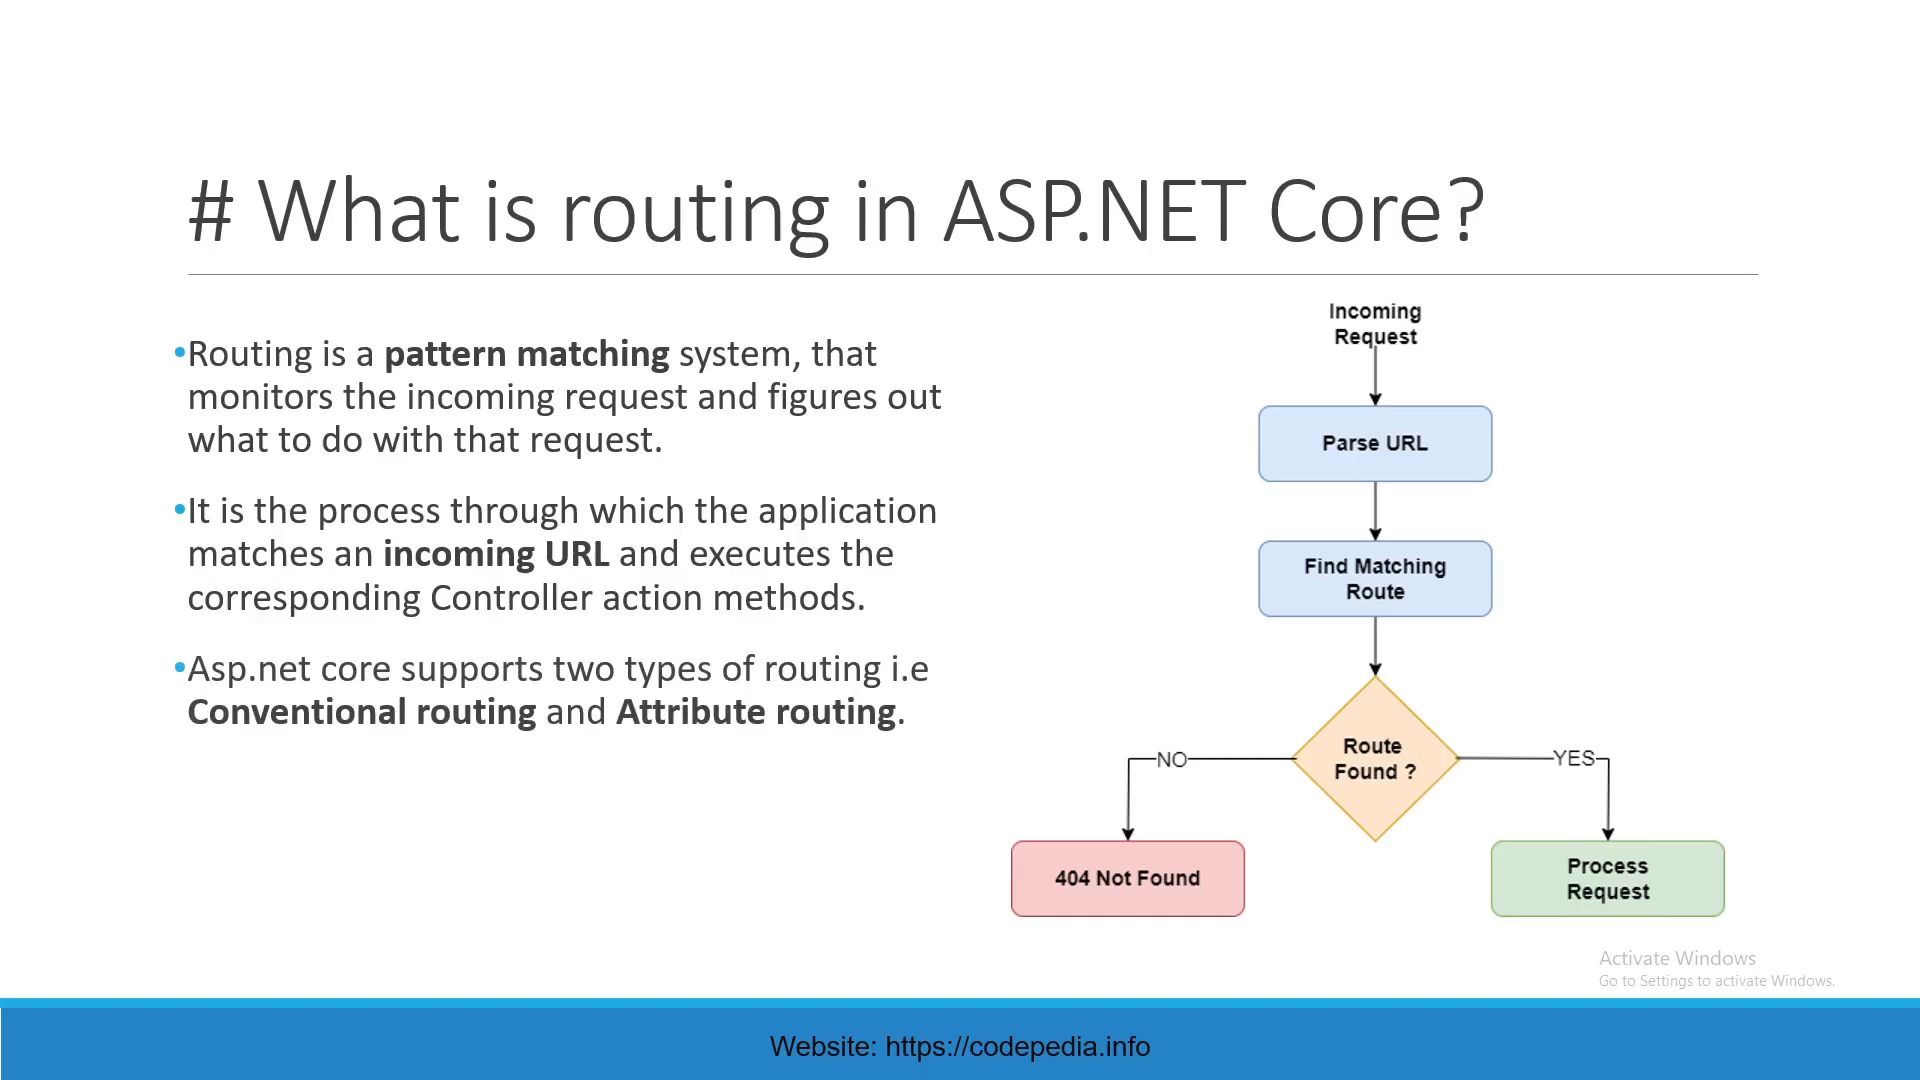 # What is routing in ASP.NET Core?
•Routing is a pattern matching system, that
monitors the incoming request and figures out
what to do with that request.
•It is the process through which the application
matches an incoming URL and executes the
corresponding Controller action methods.
•Asp.net core supports two types of routing i.e
Conventional routing and Attribute routing.
Incoming
Request
Parse URL
Find Matching
Route
Route
Found ?
NO
YES
404 Not Found
Process
Request
Activate Windows
Go to Settings to activate Windows.
Website: https://codepedia.info